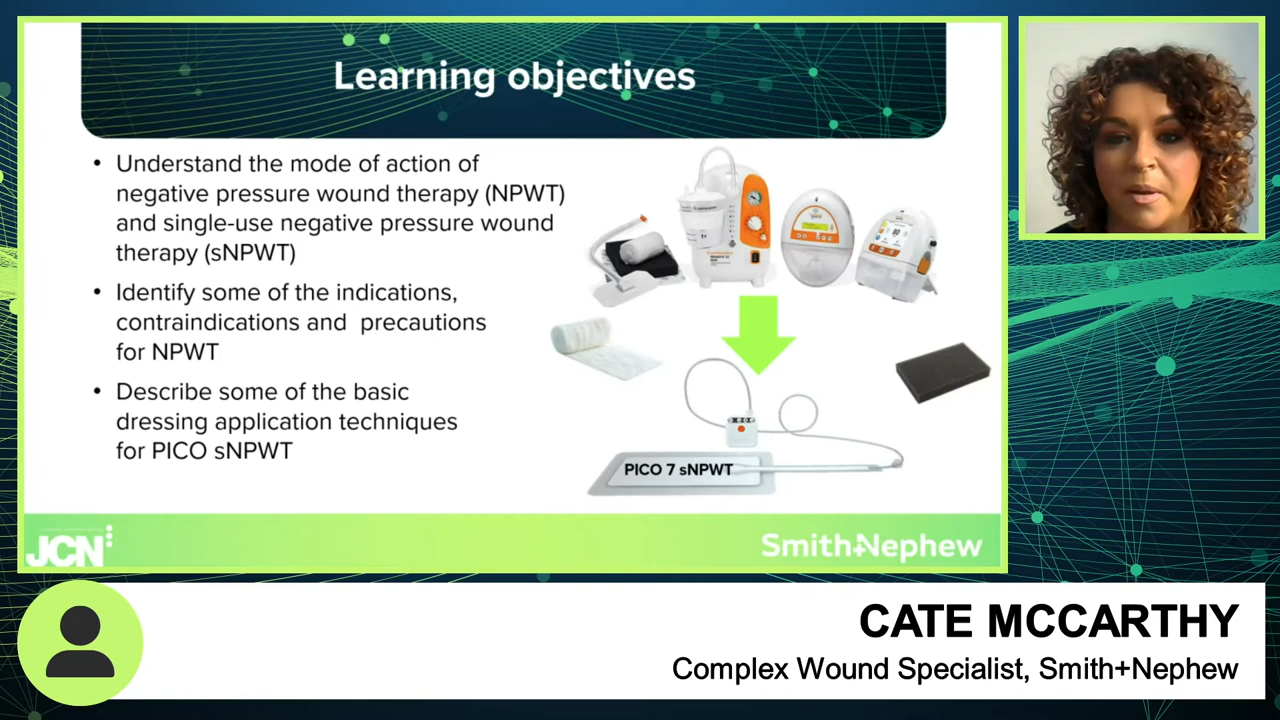 Learning objectives
• Understand the mode of action of
negative pressure wound therapy (NPWT)
and single-use negative pressure wound
therapy (sNPWT)
• Identify some of the indications,
contraindications and precautions
for NPWT
• Describe some of the basic
dressing application techniques
for PICO sNPWT
PICO 7 sNPWT
JCN
Smith+Nephew
CATE MCCARTHY
Complex Wound Specialist, Smith+Nephew